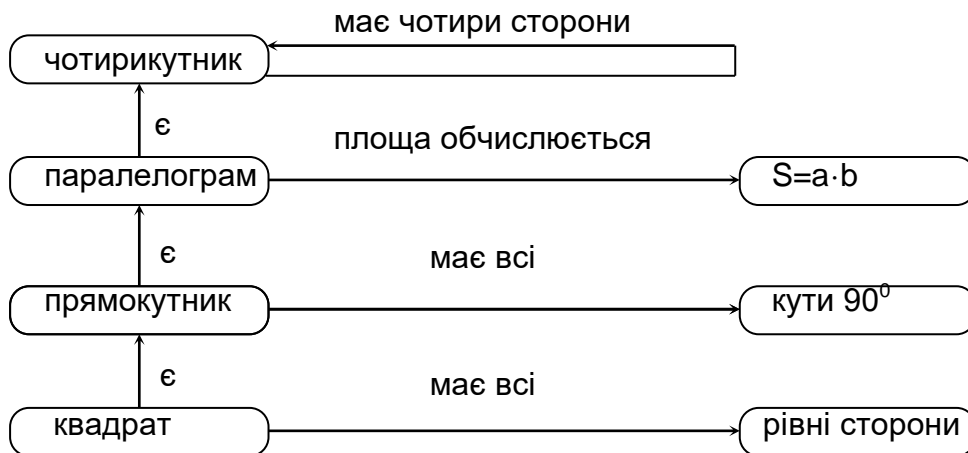 має чотири сторони
чотирикутник
є
площа обчислюється
паралелограм
S=a·b
є
має всі
прямокутник
кути 90⁰
є
має всі
квадрат
рівні сторони